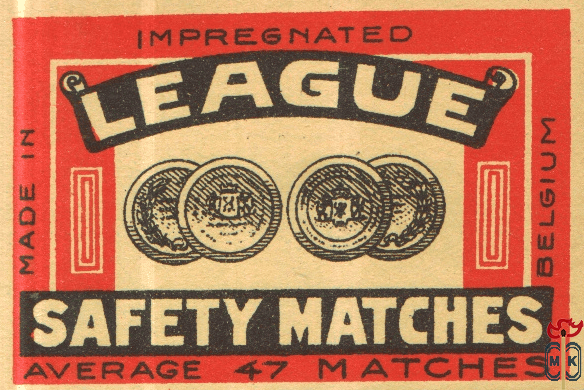 IMPREGNATED
LEAGUE
MADE IN
BELGIUM
SAFETY MATCHES
AVERAGE 47 MATCHES
MK